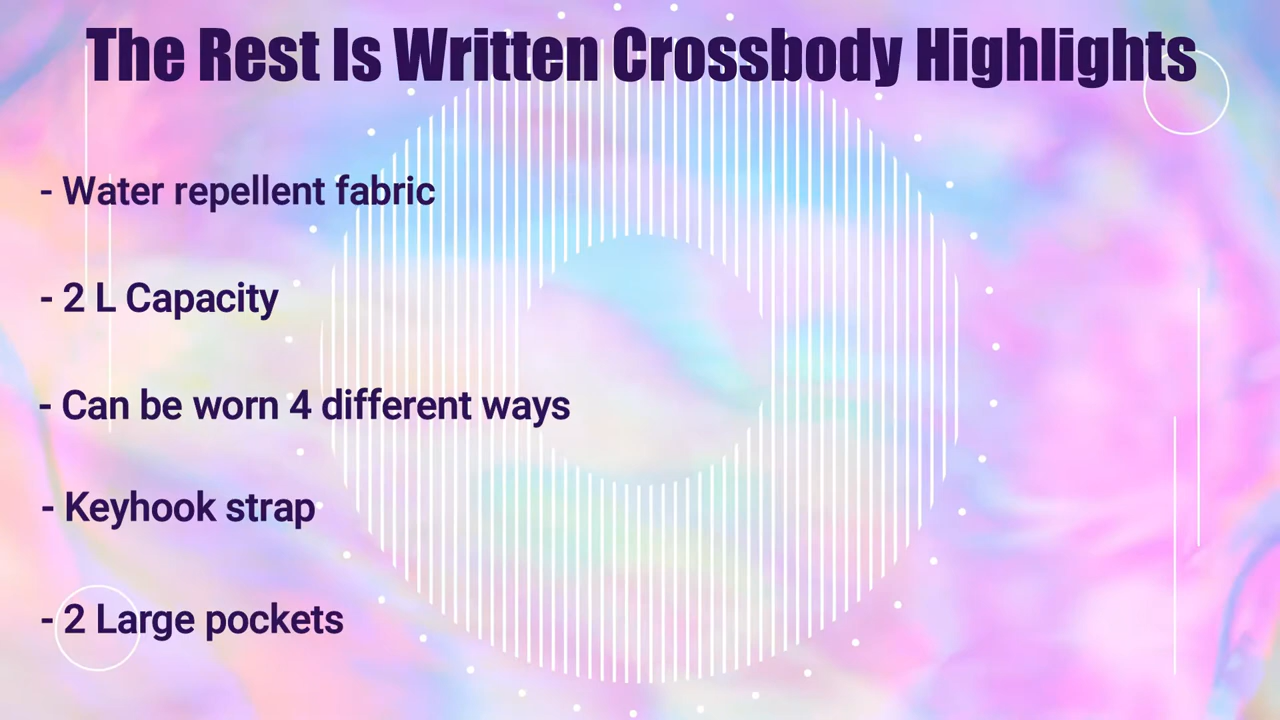 The Rest Is Written Crossbody Highlights
- Water repellent fabric
- 2 L Capacity
- Can be worn 4 different ways
- Keyhook strap
- 2 Large pockets